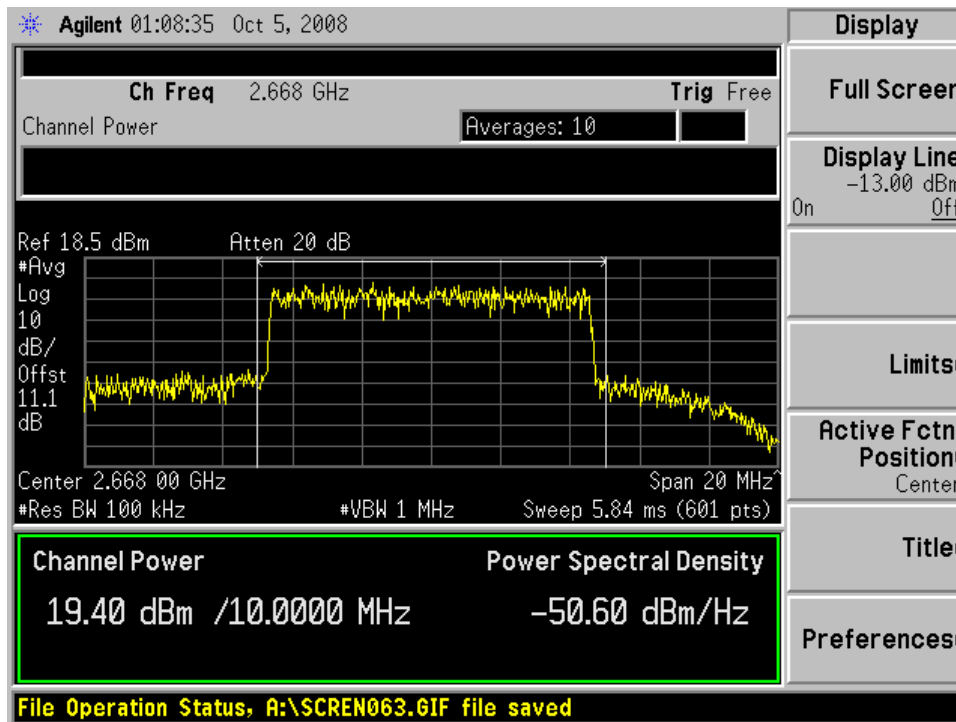 Agilent 01:08:35 Oct 5, 2008
Ch Freq 2.668 GHz Trig Free
Channel Power Averages: 10
Ref 18.5 dBm Atten 20 dB
#Avg
Log
10
dB/
Offst
11.1
dB
Center 2.668 00 GHz Span 20 MHz^
#Res BW 100 kHz #VBW 1 MHz Sweep 5.84 ms (601 pts)
Channel Power Power Spectral Density
19.40 dBm /10.0000 MHz -50.60 dBm/Hz
File Operation Status, A:\SCREN063.GIF file saved
Display
Full Screen
Display Line
-13.00 dBm
On Off
Limits
Active Fctn
Position
Center
Title
Preferences